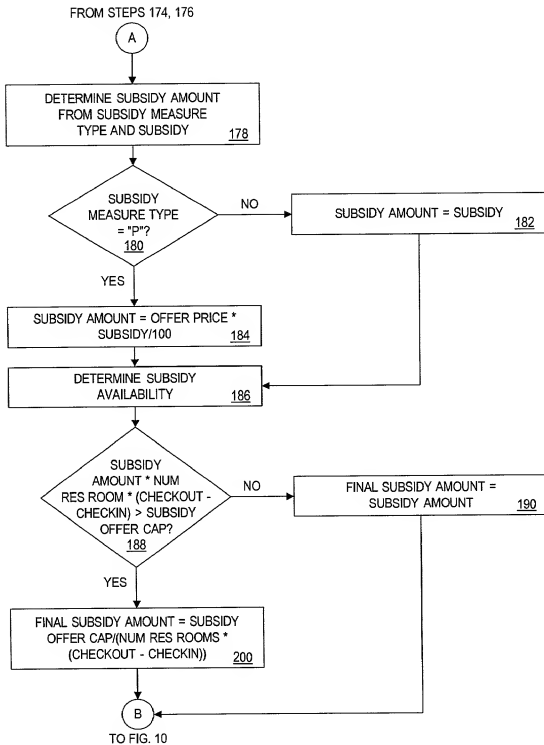 FROM STEPS 174, 176
A
DETERMINE SUBSIDY AMOUNT
FROM SUBSIDY MEASURE
TYPE AND SUBSIDY
178
SUBSIDY
MEASURE TYPE
= "P"?
180
NO
SUBSIDY AMOUNT = SUBSIDY
182
YES
SUBSIDY AMOUNT = OFFER PRICE *
SUBSIDY/100
184
DETERMINE SUBSIDY
AVAILABILITY
186
SUBSIDY
AMOUNT * NUM
RES ROOM * (CHECKOUT -
CHECKIN) > SUBSIDY
OFFER CAP?
188
NO
FINAL SUBSIDY AMOUNT =
SUBSIDY AMOUNT
190
YES
FINAL SUBSIDY AMOUNT = SUBSIDY
OFFER CAP/(NUM RES ROOMS *
(CHECKOUT - CHECKIN))
200
B
TO FIG. 10